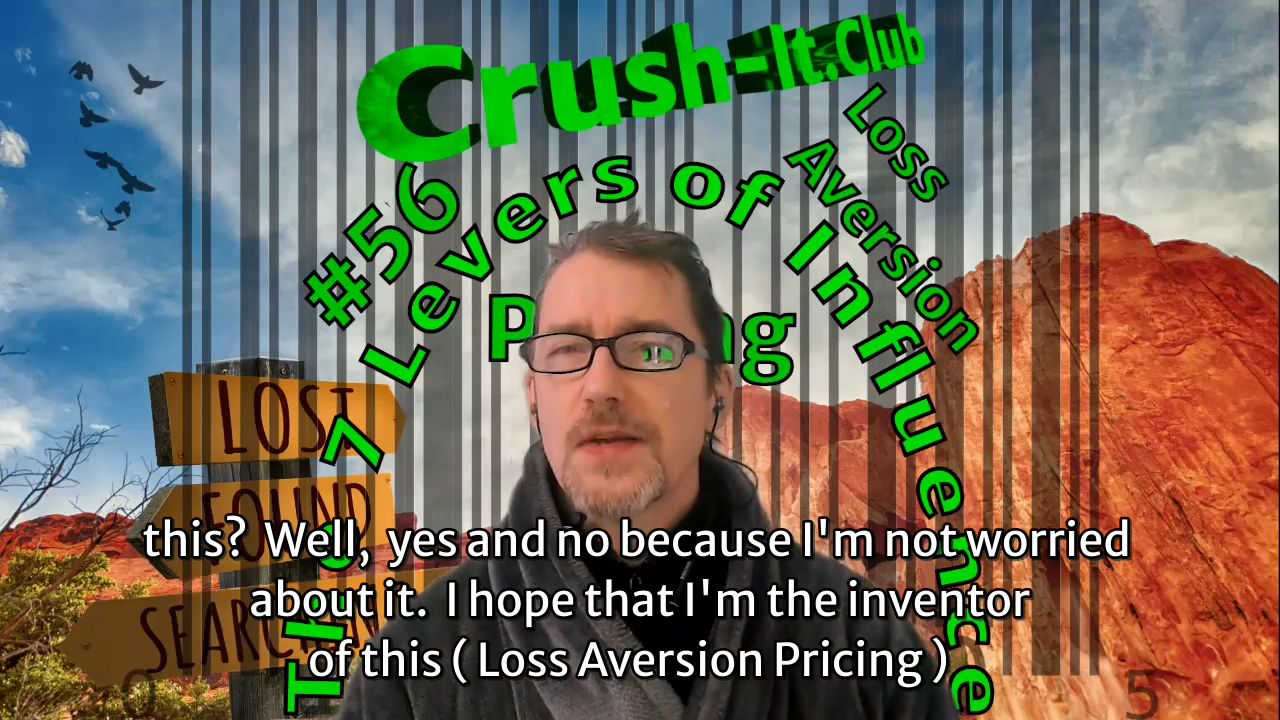 Crush-It.Club
#56
The 7 Levers of Influence
Loss
Aversion
LOST
FOUND
this? Well, yes and no because I'm not worried
about it. I hope that I'm the inventor
of this ( Loss Aversion Pricing )
5